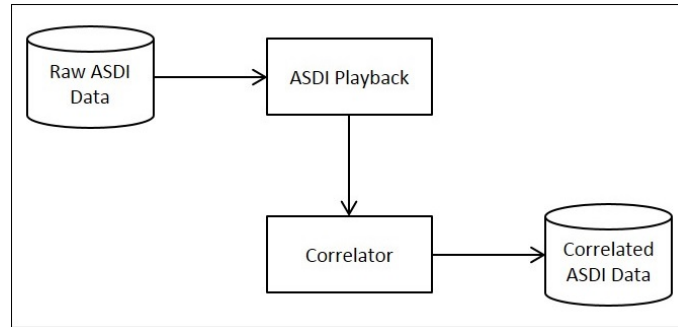 Raw ASDI
Data
ASDI Playback
Correlator
Correlated
ASDI Data